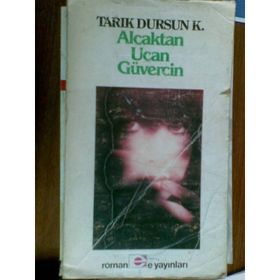 TARIK DURSUN K.
Alçaktan
Uçan
Güvercin
roman e e yayınları